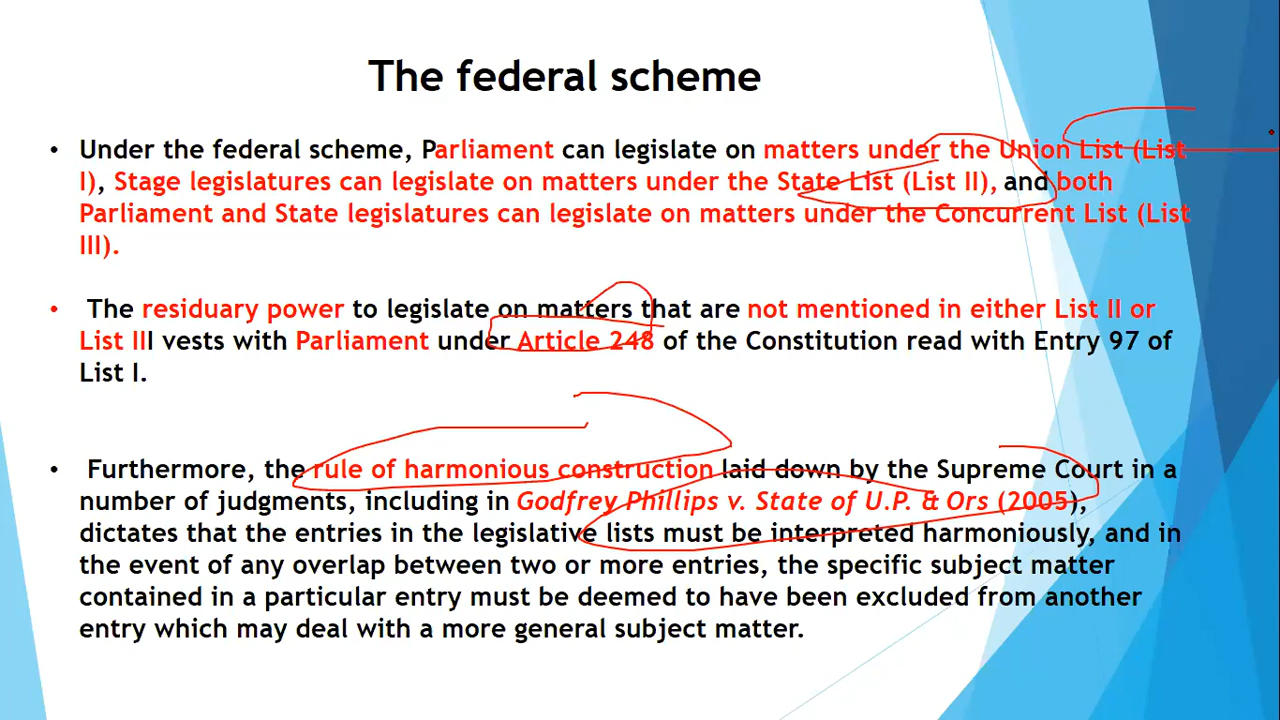 The federal scheme
• Under the federal scheme, Parliament can legislate on matters under the Union List (List
I), Stage legislatures can legislate on matters under the State List (List II), and both
Parliament and State legislatures can legislate on matters under the Concurrent List (List
III).
• The residuary power to legislate on matters that are not mentioned in either List II or
List III vests with Parliament under Article 248 of the Constitution read with Entry 97 of
List I.
• Furthermore, the rule of harmonious construction laid down by the Supreme Court in a
number of judgments, including in Godfrey Phillips v. State of U.P. & Ors (2005),
dictates that the entries in the legislative lists must be interpreted harmoniously, and in
the event of any overlap between two or more entries, the specific subject matter
contained in a particular entry must be deemed to have been excluded from another
entry which may deal with a more general subject matter.